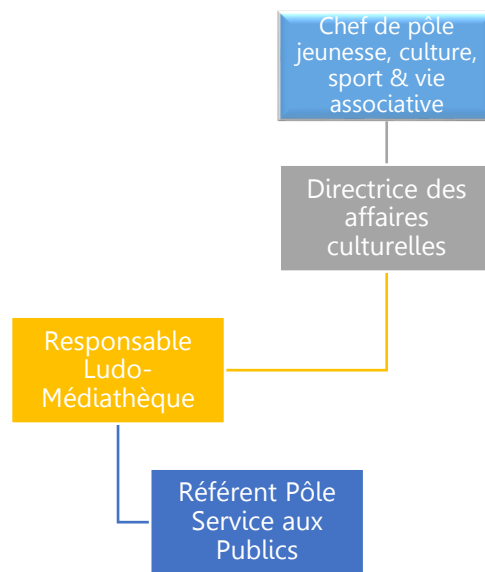 Chef de pôle
jeunesse, culture,
sport & vie
associative
Directrice des
affaires
culturelles
Responsable
Ludo-
Médiathèque
Référent Pôle
Service aux
Publics